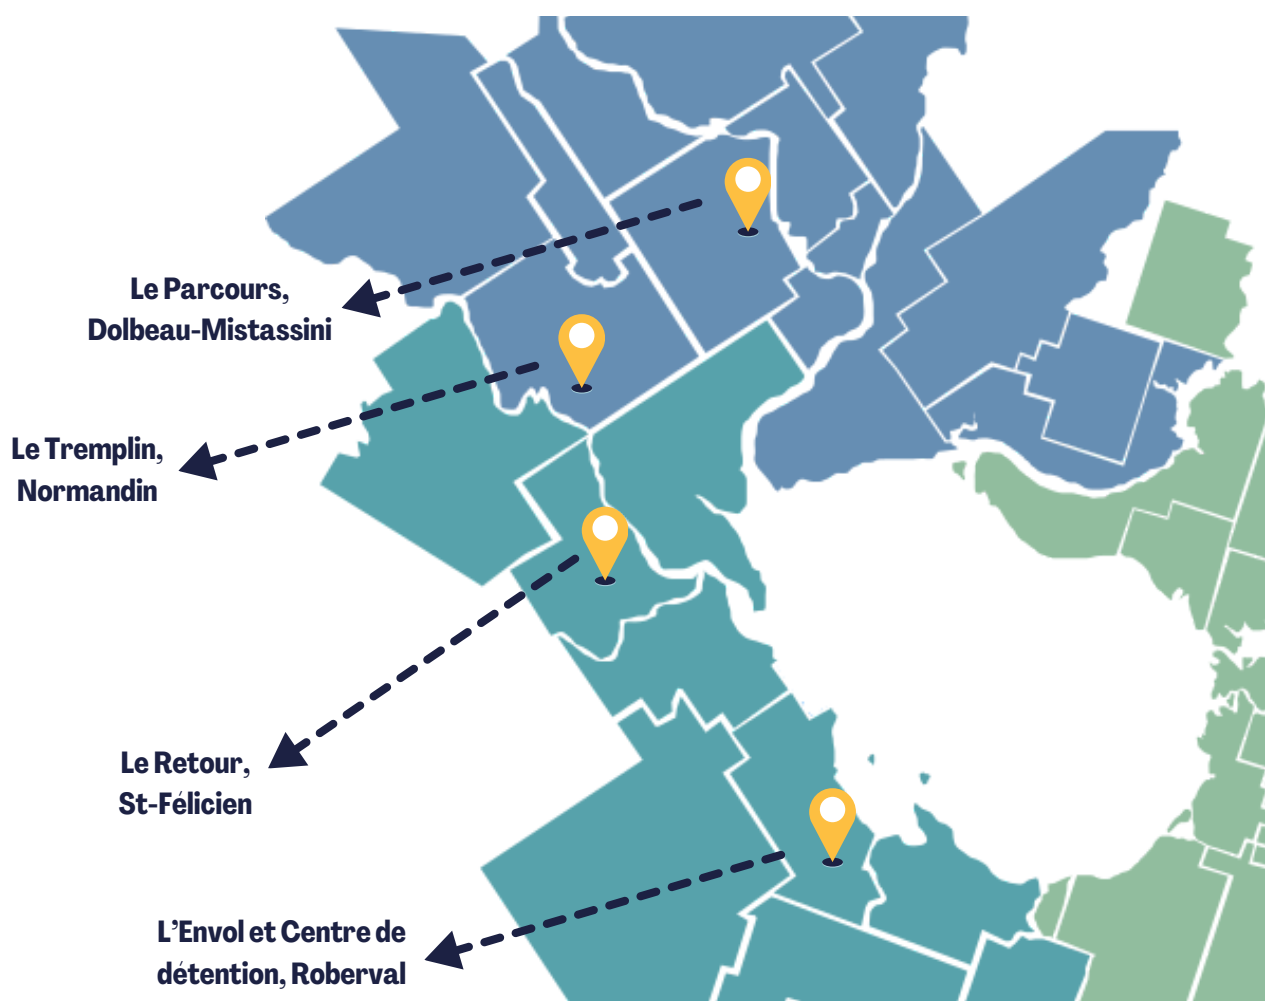 Le Parcours,
Dolbeau-Mistassini
Le Tremplin,
Normandin
Le Retour,
St-Félicien
L’Envol et Centre de
détention, Roberval